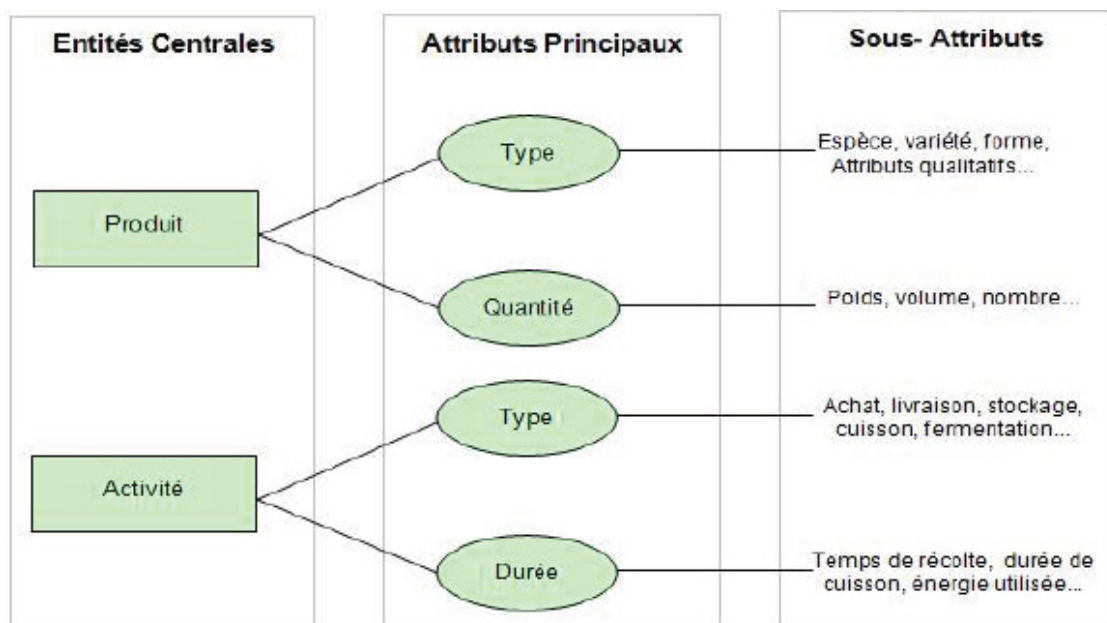 Entités Centrales
Attributs Principaux
Sous- Attributs
Produit
Type
Espèce, variété, forme,
Attributs qualitatifs...
Quantité
Poids, volume, nombre...
Activité
Type
Achat, livraison, stockage,
cuisson, fermentation...
Durée
Temps de récolte, durée de
cuisson, énergie utilisée...